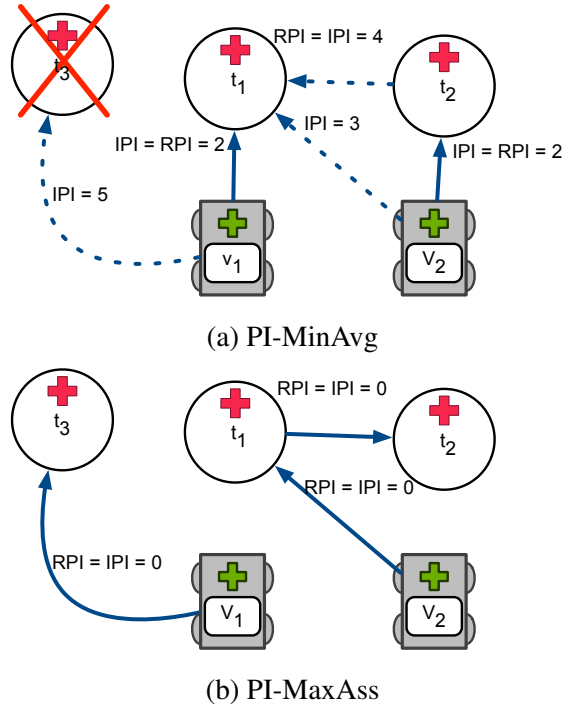 t3
t1
RPI = IPI = 4
t2
IPI = RPI = 2
IPI = 3
IPI = RPI = 2
IPI = 5
v1
V2
(a) PI-MinAvg
t3
t1
RPI = IPI = 0
t2
RPI = IPI = 0
RPI = IPI = 0
V1
V2
(b) PI-MaxAss